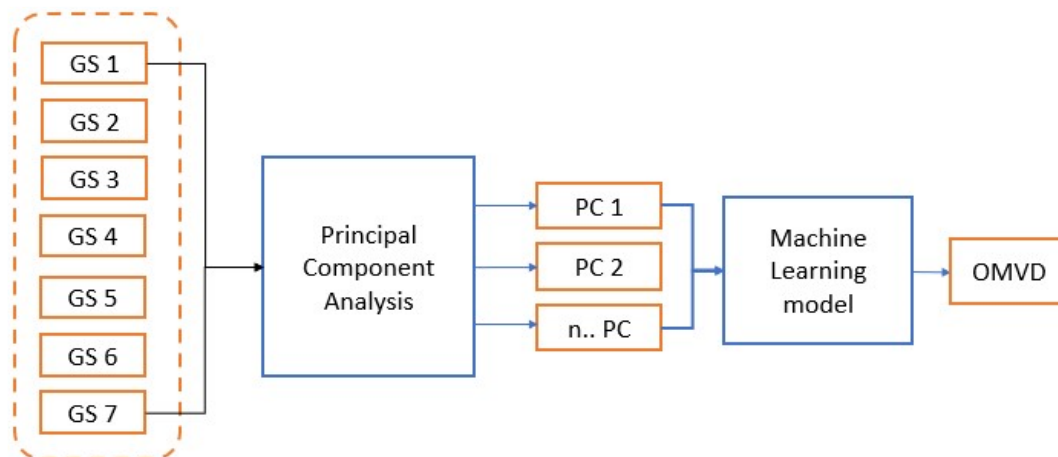 GS 1
GS 2
GS 3
GS 4
GS 5
GS 6
GS 7
Principal
Component
Analysis
PC 1
PC 2
n.. PC
Machine
Learning
model
OMVD